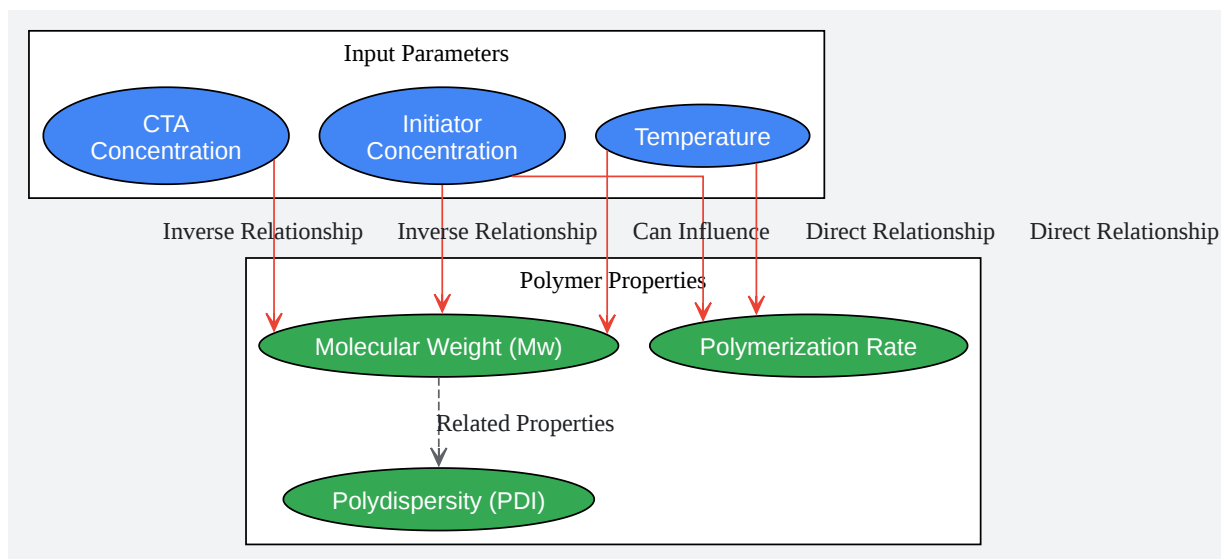 Input Parameters
CTA
Concentration
Initiator
Concentration
Temperature
Inverse Relationship
Inverse Relationship
Can Influence
Direct Relationship
Direct Relationship
Polymer Properties
Molecular Weight (Mw)
Polymerization Rate
Related Properties
Polydispersity (PDI)